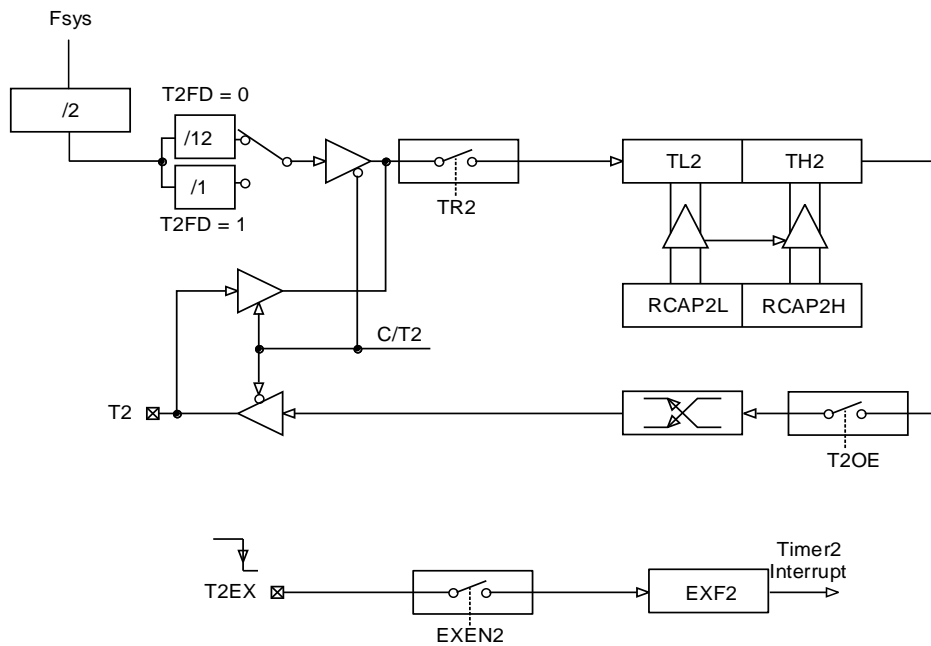 Fsys
/2
T2FD = 0
/12
/1
T2FD = 1
TR2
TL2
TH2
RCAP2L
RCAP2H
C/T2
T2
T2OE
T2EX
EXEN2
EXF2
Timer2
Interrupt